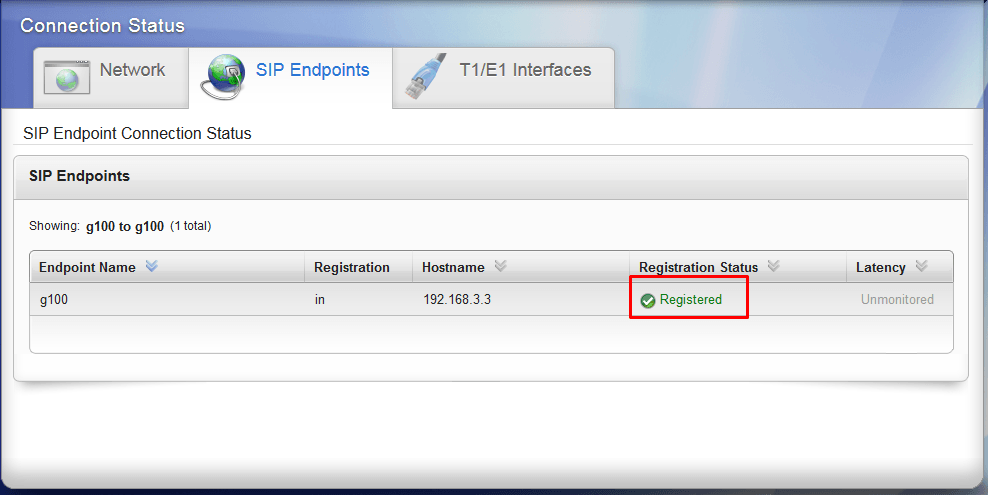 Connection Status
Network SIP Endpoints T1/E1 Interfaces
SIP Endpoint Connection Status
SIP Endpoints
Showing: g100 to g100 (1 total)
Endpoint Name Registration Hostname Registration Status Latency
g100 in 192.168.3.3 Registered Unmonitored